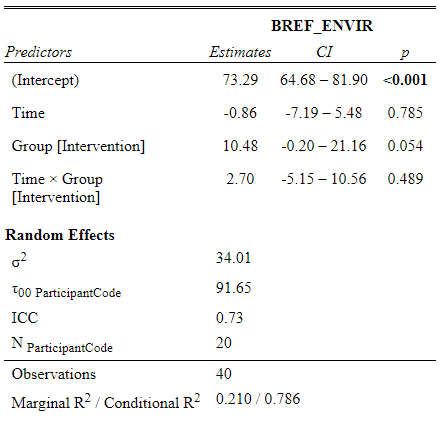 BREF_ENVIR
Predictors Estimates CI p
(Intercept) 73.29 64.68 – 81.90 <0.001
Time -0.86 -7.19 – 5.48 0.785
Group [Intervention] 10.48 -0.20 – 21.16 0.054
Time × Group 2.70 -5.15 – 10.56 0.489
[Intervention]
Random Effects
σ²
34.01
τ₀₀ ParticipantCode 91.65
ICC 0.73
N ParticipantCode 20
Observations 40
Marginal R² / Conditional R² 0.210 / 0.786